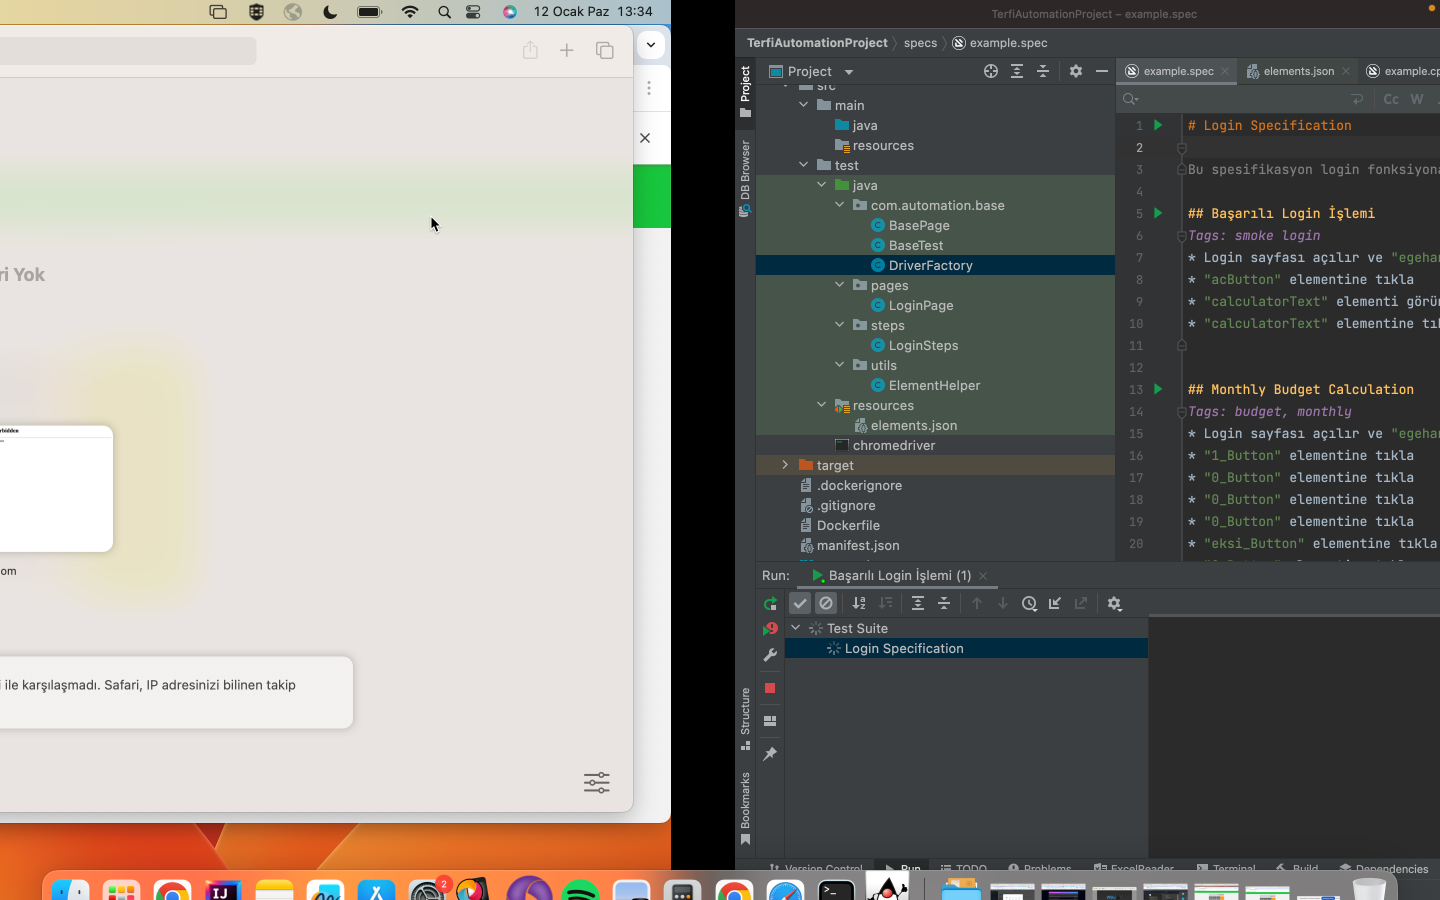 12 Ocak Paz 13:34
ri Yok
rbidden
om
i ile karşılaşmadı. Safari, IP adresinizi bilinen takip
TerfiAutomationProject – example.spec
TerfiAutomationProject
specs
example.spec
Project
Project
DB Browser
Structure
Bookmarks
src
main
java
resources
test
java
com.automation.base
BasePage
BaseTest
DriverFactory
pages
LoginPage
steps
LoginSteps
utils
ElementHelper
resources
elements.json
chromedriver
target
.dockerignore
.gitignore
Dockerfile
manifest.json
example.spec
elements.json
example.cp
Cc W
1 # Login Specification
2
3 Bu spesifikasyon login fonksiyona
4
5 ## Başarılı Login İşlemi
6 Tags: smoke login
7 * Login sayfası açılır ve "egehan
8 * "acButton" elementine tıkla
9 * "calculatorText" elementi görün
10 * "calculatorText" elementine tık
11
12
13 ## Monthly Budget Calculation
14 Tags: budget, monthly
15 * Login sayfası açılır ve "egehan
16 * "1_Button" elementine tıkla
17 * "0_Button" elementine tıkla
18 * "0_Button" elementine tıkla
19 * "0_Button" elementine tıkla
20 * "eksi_Button" elementine tıkla
Run:
Başarılı Login İşlemi (1)
Test Suite
Login Specification
Version Control
Run
TODO
Problems
ExcelReader
Terminal
Build
Dependencies
2